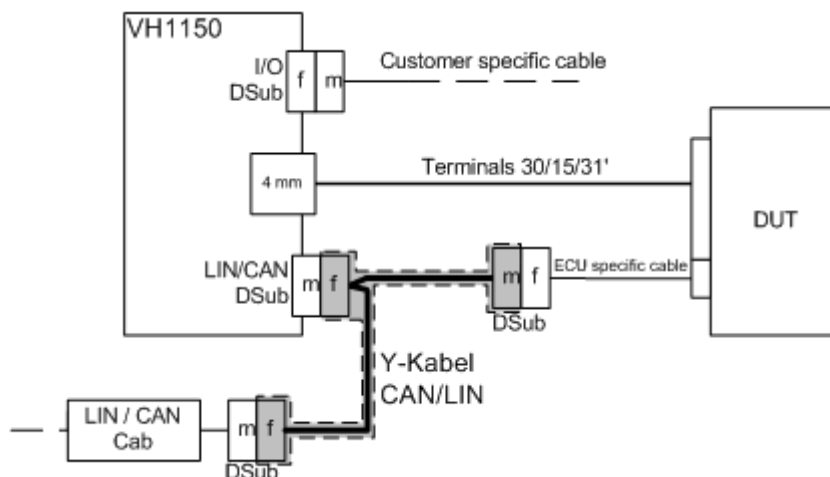 VH1150
I/O
DSub
f
m
Customer specific cable
4 mm
Terminals 30/15/31'
DUT
LIN/CAN
DSub
m
f
m
f
DSub
ECU specific cable
Y-Kabel
CAN/LIN
LIN / CAN
Cab
m
f
DSub